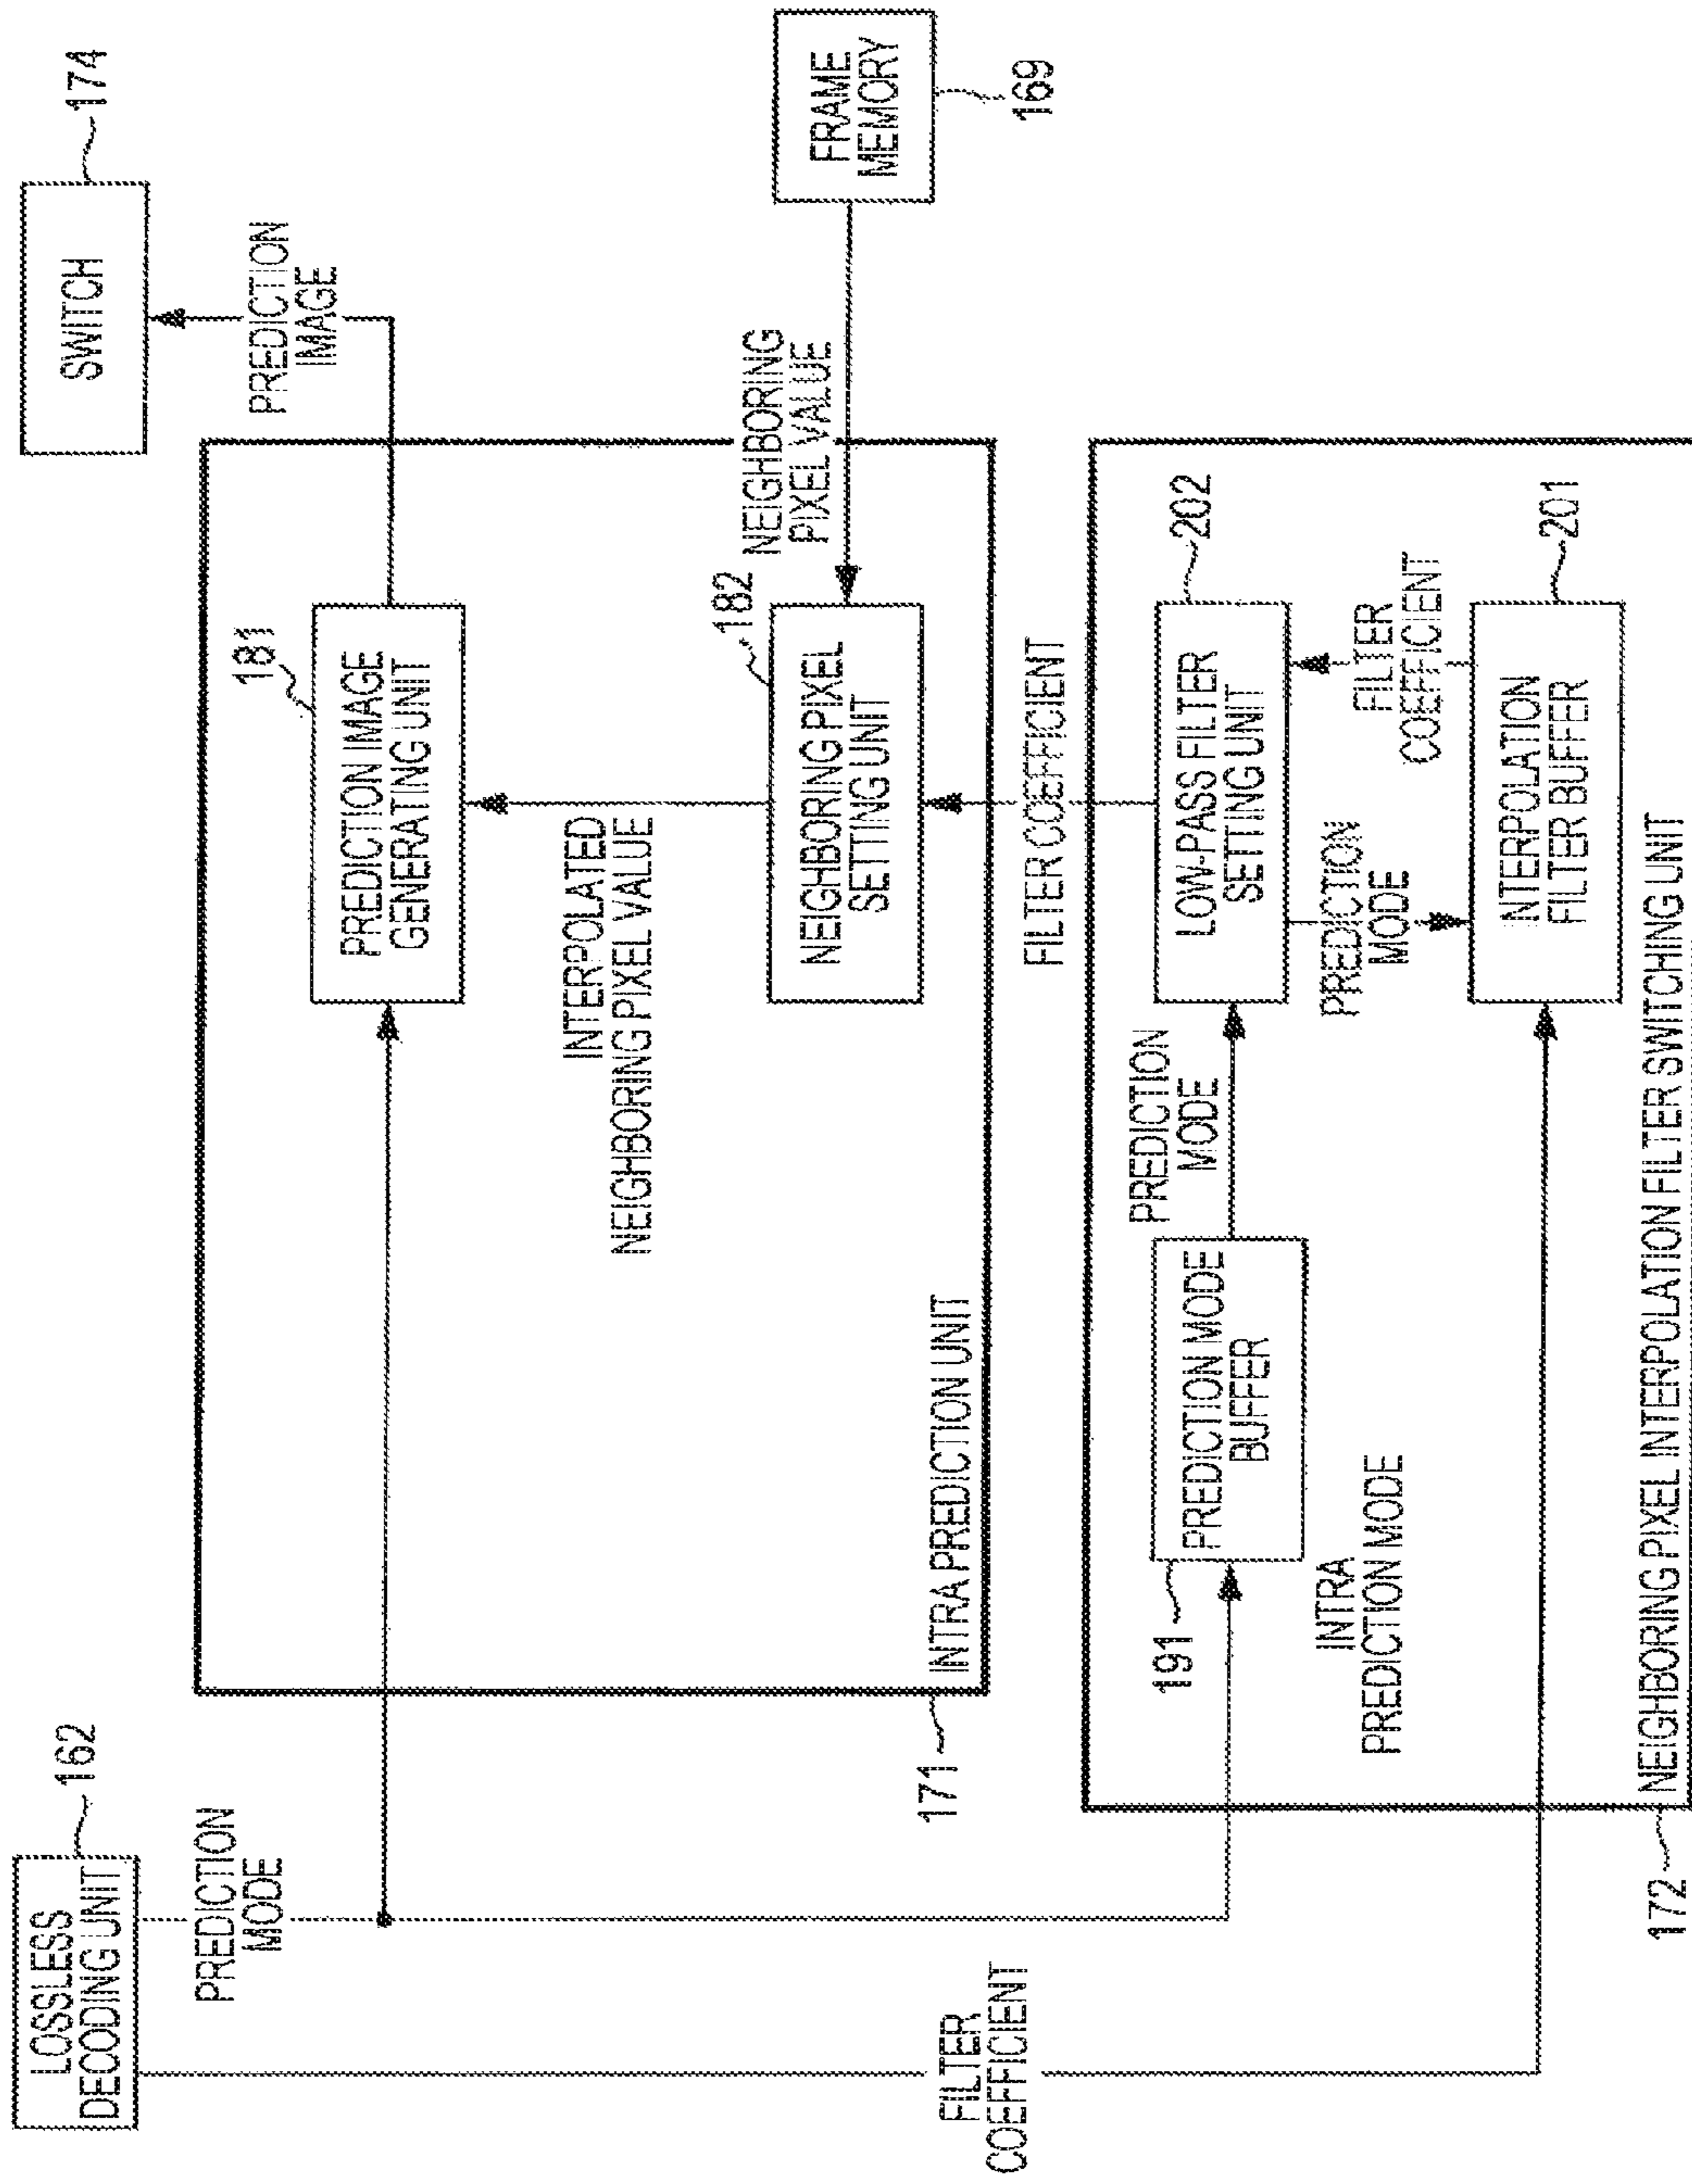 LOSSLESS
DECODING UNIT
162
PREDICTION
MODE
FILTER
COEFFICIENT
SWITCH
174
PREDICTION
IMAGE
181
PREDICTION IMAGE
GENERATING UNIT
INTERPOLATED
NEIGHBORING PIXEL VALUE
182
NEIGHBORING PIXEL
SETTING UNIT
NEIGHBORING
PIXEL VALUE
FRAME
MEMORY
169
INTRA PREDICTION UNIT
171
FILTER COEFFICIENT
191
PREDICTION MODE
BUFFER
INTRA
PREDICTION MODE
PREDICTION
MODE
202
LOW-PASS FILTER
SETTING UNIT
PREDICTION
MODE
FILTER
COEFFICIENT
201
INTERPOLATION
FILTER BUFFER
172
NEIGHBORING PIXEL INTERPOLATION FILTER SWITCHING UNIT